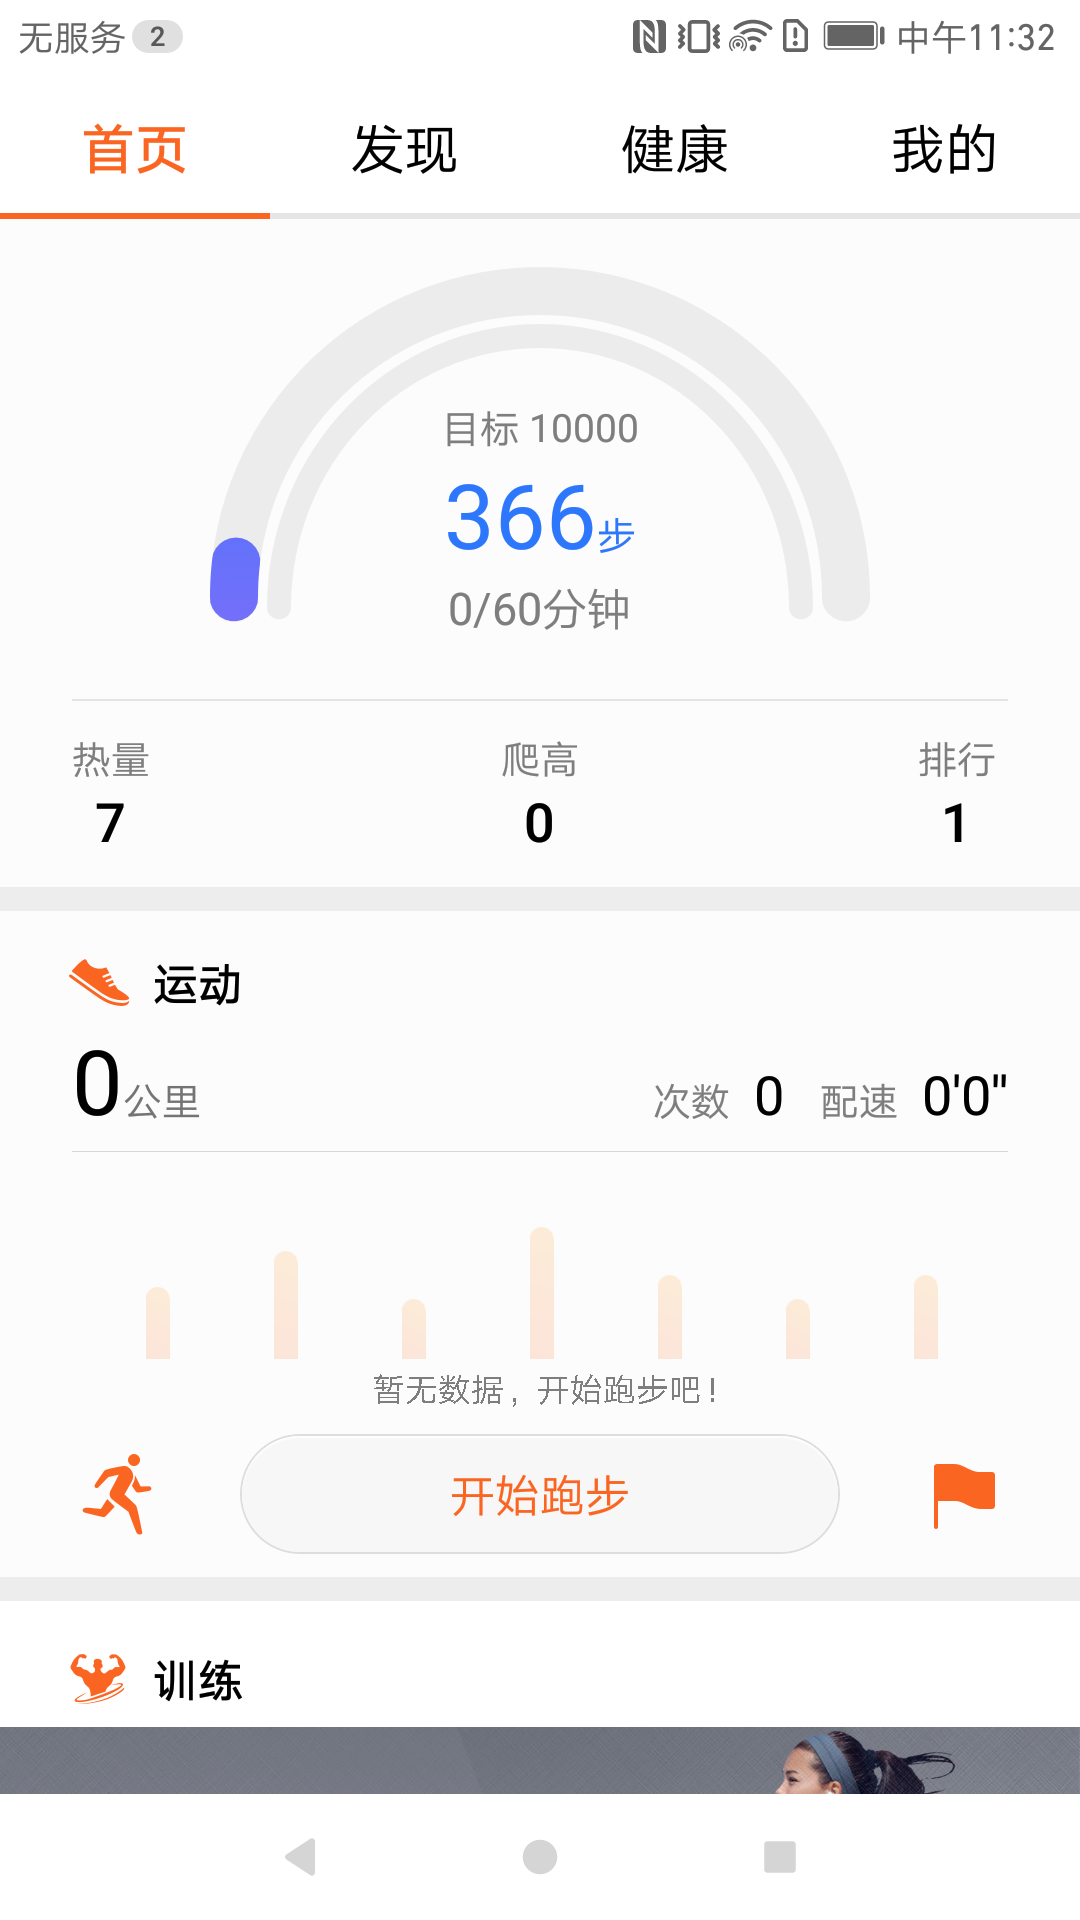 无服务 2 中午11:32
首页 发现 健康 我的
目标 10000
366步
0/60分钟
热量 爬高 排行
7 0 1
运动
0公里 次数 0 配速 0'0"
暂无数据，开始跑步吧！
开始跑步
训练